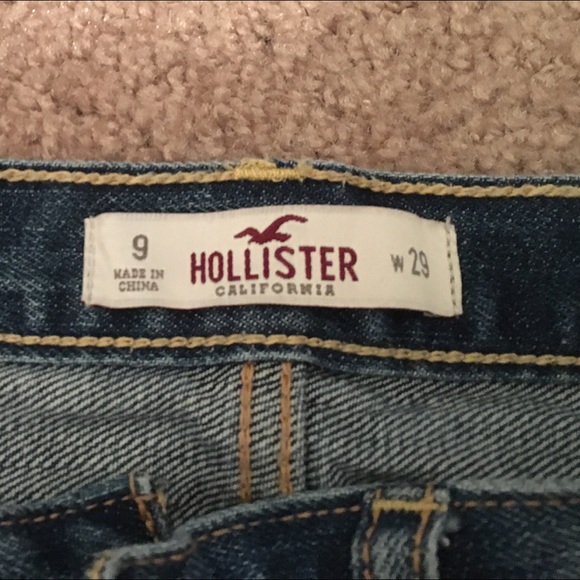 9
MADE IN
CHINA
HOLLISTER
CALIFORNIA
W 29